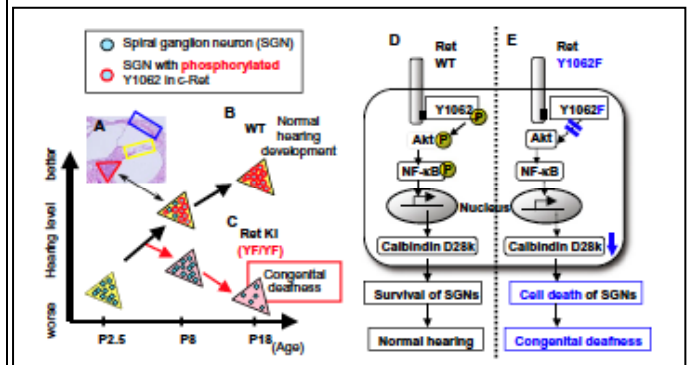 Spiral ganglion neuron (SGN)
SGN with phosphorylated
Y1062 in c-Ret
A
B
WT
Normal
hearing
development
C
Ret KI
(YF/YF)
Congenital
deafness
better
Hearing level
worse
P2.5
P8
P18
(Age)
D
Ret
WT
Y1062
P
Akt
P
NF-κB
P
Nucleus
Calbindin D28k
Survival of SGNs
Normal hearing
E
Ret
Y1062F
Y1062F
Akt
NF-κB
Calbindin D28k
Cell death of SGNs
Congenital deafness